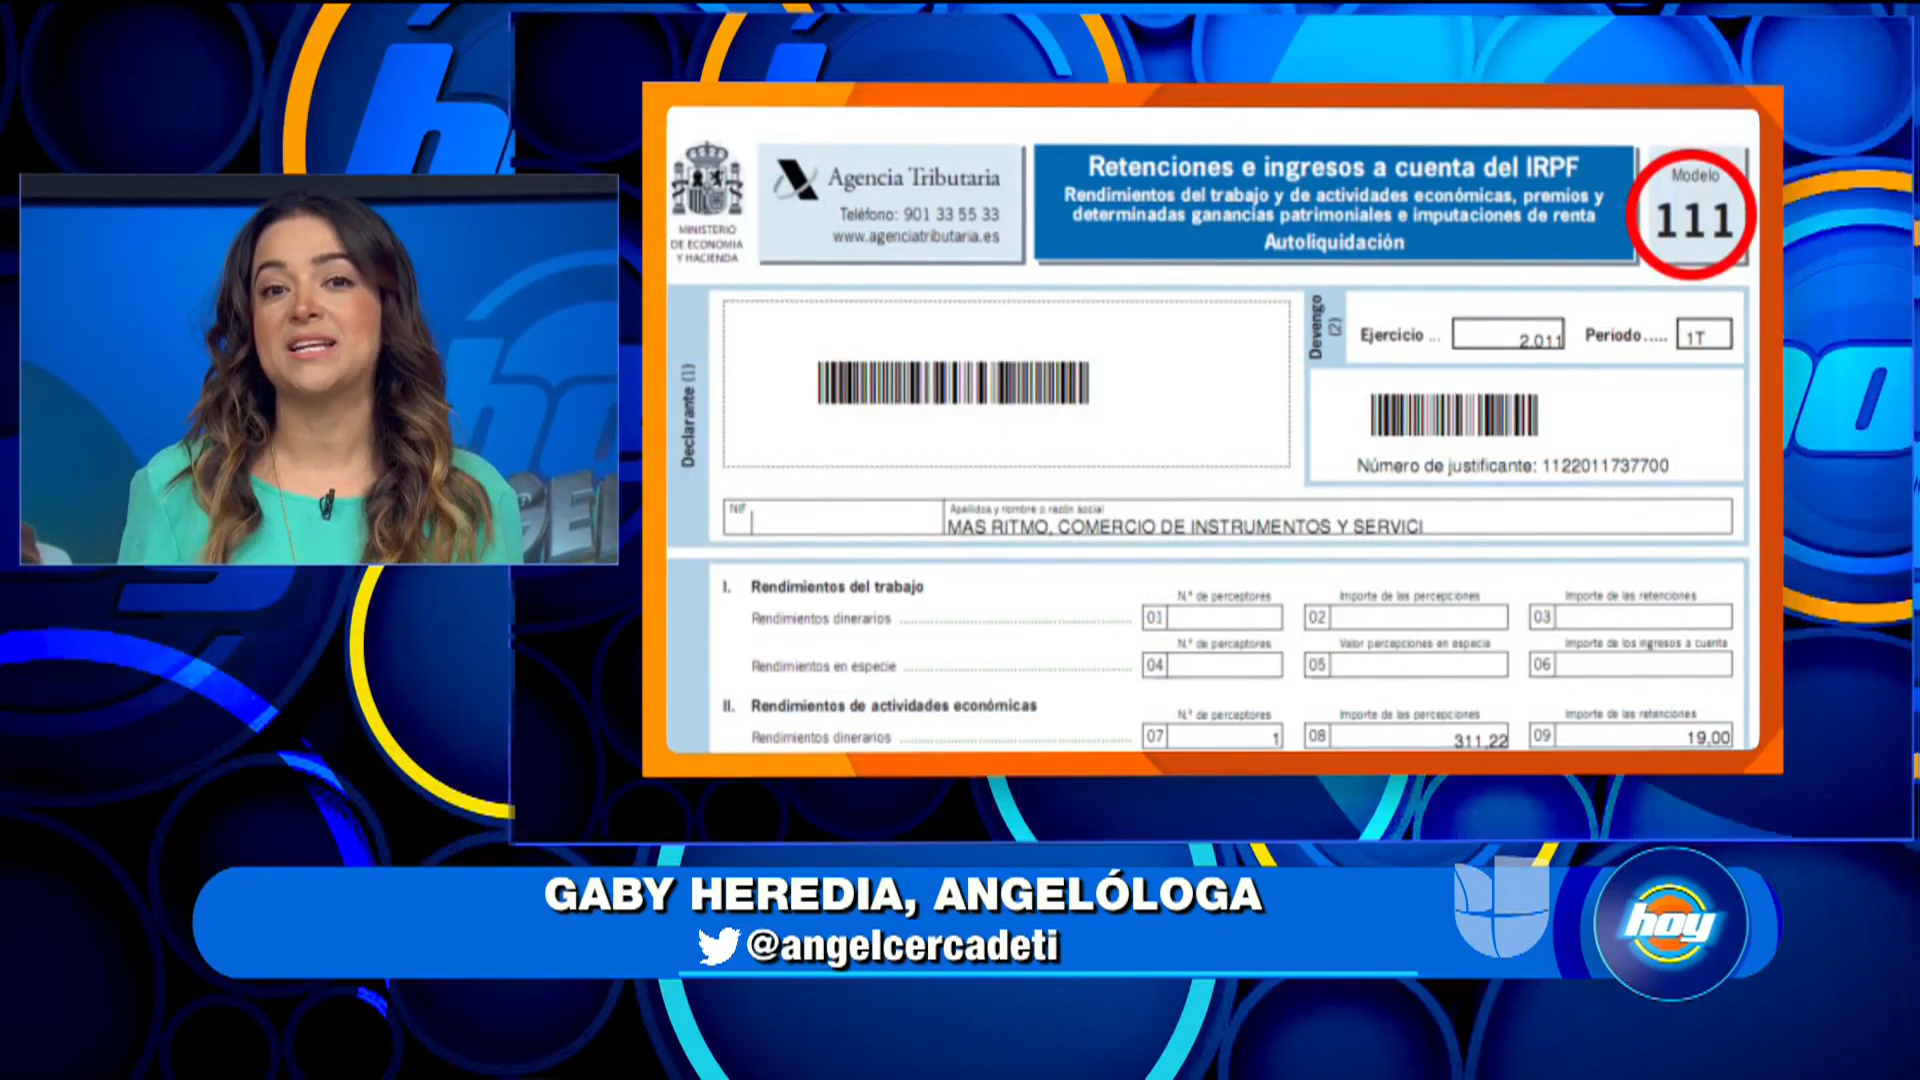 MINISTERIO
DE ECONOMIA
Y HACIENDA
Agencia Tributaria
Teléfono: 901 33 55 33
www.agenciatributaria.es
Retenciones e ingresos a cuenta del IRPF
Rendimientos del trabajo y de actividades económicas, premios y
determinadas ganancias patrimoniales e imputaciones de renta
Autoliquidación
Modelo
111
Declarante (1)
Devengo
(2)
Ejercicio ... 2.011 Período..... 1T
Número de justificante: 1122011737700
NIF
Apellidos y nombre o razón social
MAS RITMO, COMERCIO DE INSTRUMENTOS Y SERVICI
I. Rendimientos del trabajo
N.º de perceptores Importe de las percepciones Importe de las retenciones
Rendimientos dinerarios 01 02 03
N.º de perceptores Valor percepciones en especie Importe de los ingresos a cuenta
Rendimientos en especie 04 05 06
II. Rendimientos de actividades económicas
N.º de perceptores Importe de las percepciones Importe de las retenciones
Rendimientos dinerarios 07 1 08 311,22 09 19,00
GABY HEREDIA, ANGELÓLOGA
@angelcercadeti
hoy